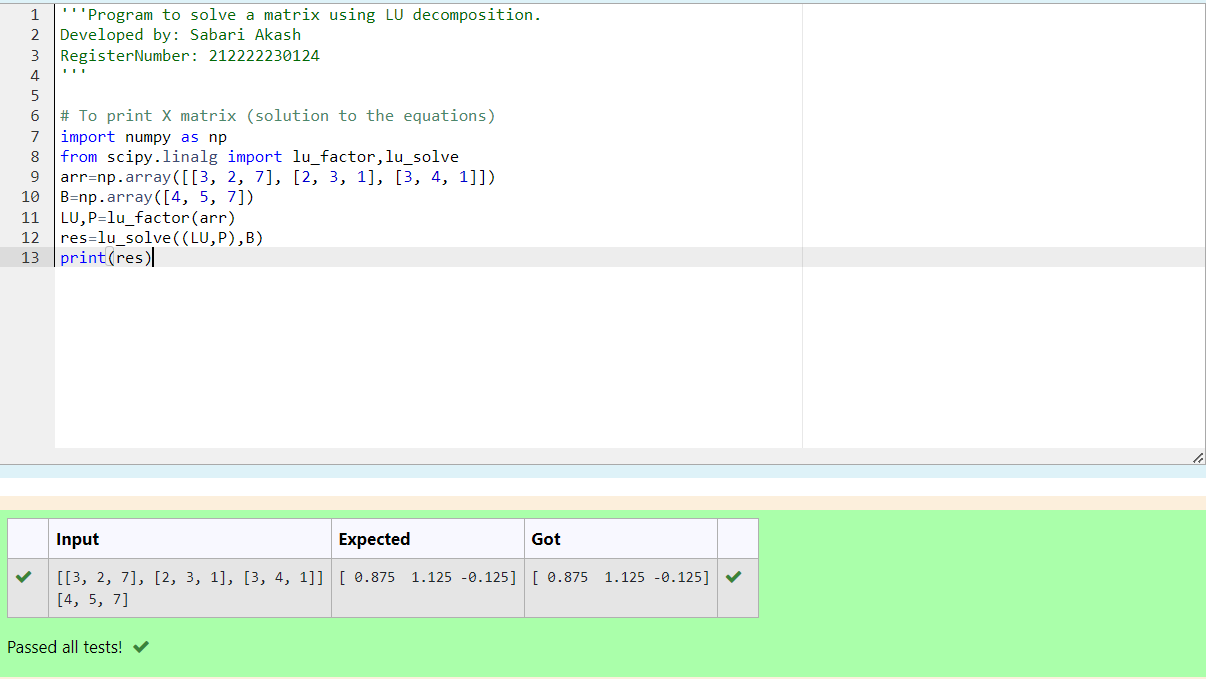 1 '''Program to solve a matrix using LU decomposition.
2 Developed by: Sabari Akash
3 RegisterNumber: 212222230124
4 '''
5
6 # To print X matrix (solution to the equations)
7 import numpy as np
8 from scipy.linalg import lu_factor,lu_solve
9 arr=np.array([[3, 2, 7], [2, 3, 1], [3, 4, 1]])
10 B=np.array([4, 5, 7])
11 LU,P=lu_factor(arr)
12 res=lu_solve((LU,P),B)
13 print(res)
Input Expected Got
[[3, 2, 7], [2, 3, 1], [3, 4, 1]] [ 0.875  1.125 -0.125] [ 0.875  1.125 -0.125]
[4, 5, 7]
Passed all tests!